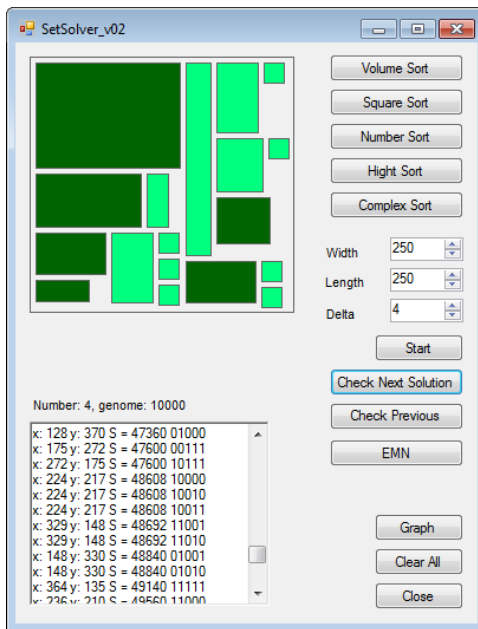 SetSolver_v02
Volume Sort
Square Sort
Number Sort
Hight Sort
Complex Sort
Width 250
Length 250
Delta 4
Start
Check Next Solution
Check Previous
EMN
Graph
Clear All
Close
Number: 4, genome: 10000
x: 128 y: 370 S = 47360 01000
x: 175 y: 272 S = 47600 00111
x: 272 y: 175 S = 47600 10111
x: 224 y: 217 S = 48608 10000
x: 224 y: 217 S = 48608 10010
x: 224 y: 217 S = 48608 10011
x: 329 y: 148 S = 48692 11001
x: 329 y: 148 S = 48692 11010
x: 148 y: 330 S = 48840 01001
x: 148 y: 330 S = 48840 01010
x: 364 y: 135 S = 49140 11111
x: 236 y: 210 S = 49560 11000